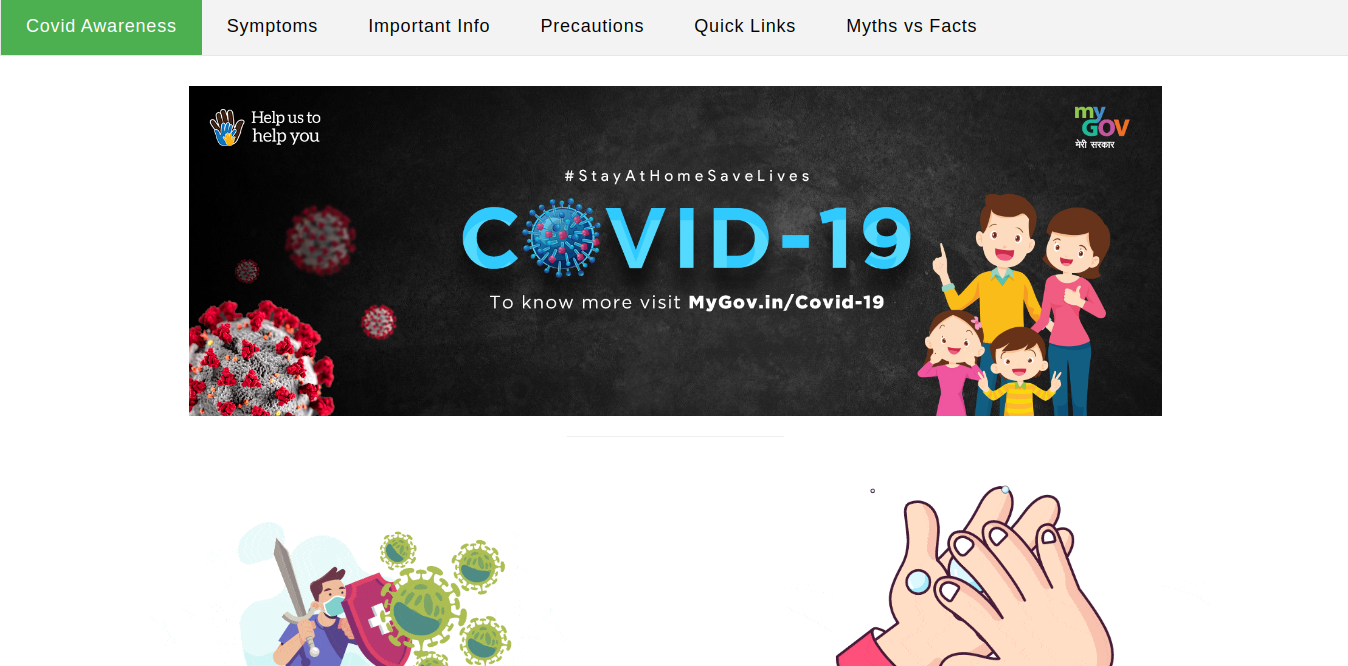 Covid Awareness Symptoms Important Info Precautions Quick Links Myths vs Facts
Help us to
help you
my
GOV
मेरी सरकार
#StayAtHomeSaveLives
COVID-19
To know more visit MyGov.in/Covid-19